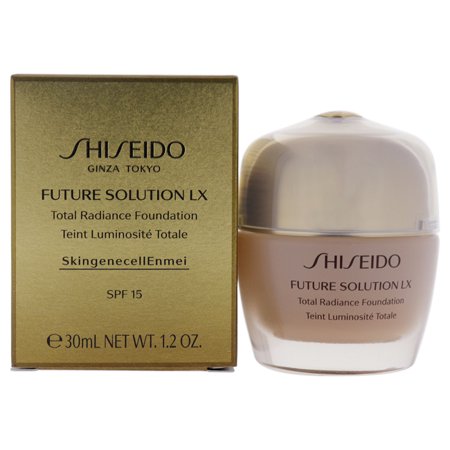 SHISEIDO
GINZA TOKYO
FUTURE SOLUTION LX
Total Radiance Foundation
Teint Luminosité Totale
SkingenecellEnmei
SPF 15
℮30mL NET WT. 1.2 OZ.
SHISEIDO
FUTURE SOLUTION LX
Total Radiance Foundation
Teint Luminosité Totale